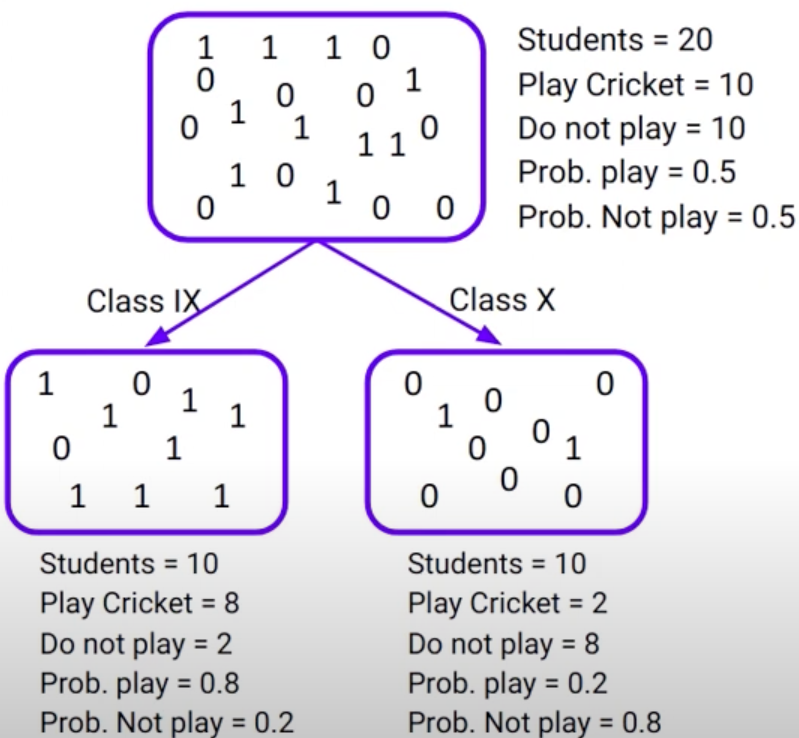 1 1 1 0
0 0 0 1
0 1 1 1 1 0
1 0 1
0 0 0
Students = 20
Play Cricket = 10
Do not play = 10
Prob. play = 0.5
Prob. Not play = 0.5
Class IX
Class X
1 0 1
1 1
0 1
1 1 1
0 0 0
1 0
0 1
0 0 0
Students = 10
Play Cricket = 8
Do not play = 2
Prob. play = 0.8
Prob. Not play = 0.2
Students = 10
Play Cricket = 2
Do not play = 8
Prob. play = 0.2
Prob. Not play = 0.8